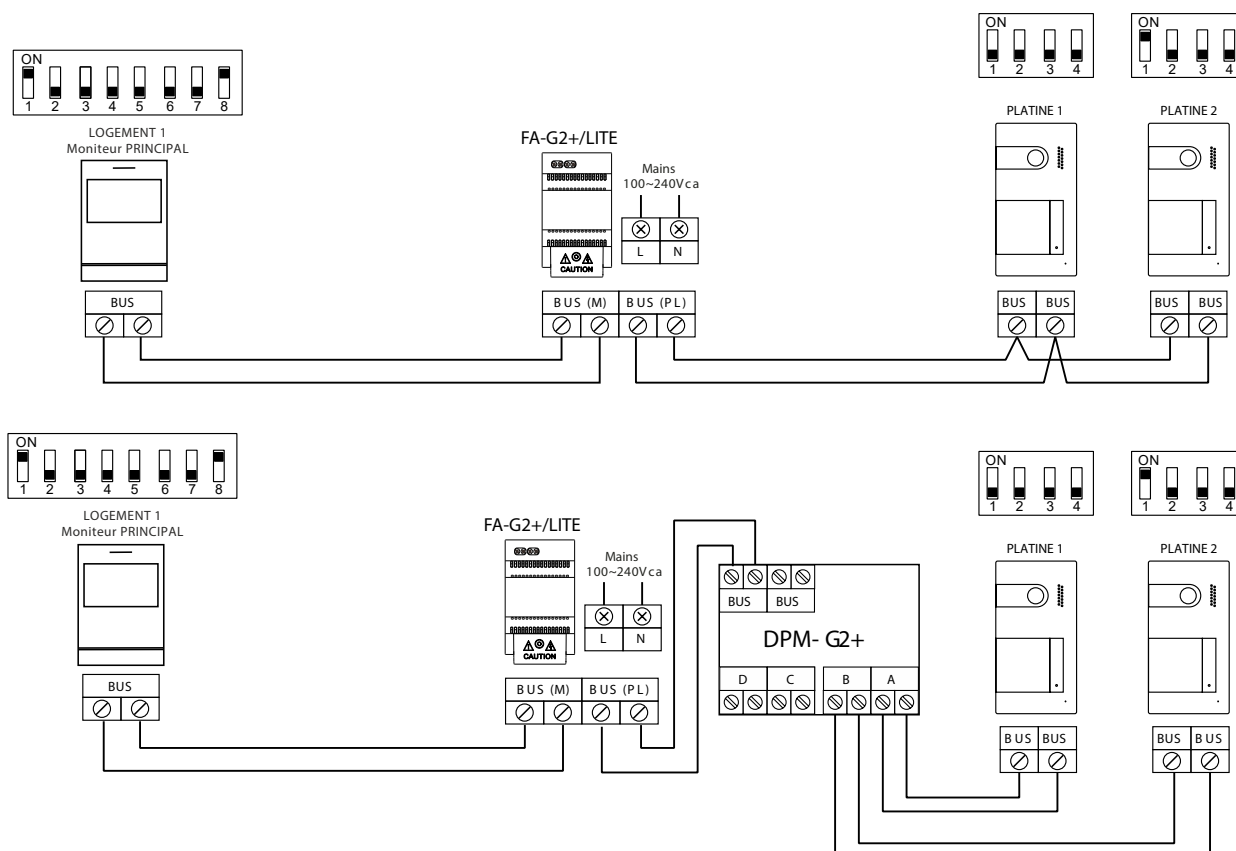 ON
1 2 3 4 5 6 7 8
LOGEMENT 1
Moniteur PRINCIPAL
BUS
FA-G2+/LITE
CAUTION
Mains
100~240Vca
L N
BUS (M) BUS (PL)
ON
1 2 3 4
PLATINE 1
BUS BUS
ON
1 2 3 4
PLATINE 2
BUS BUS
ON
1 2 3 4 5 6 7 8
LOGEMENT 1
Moniteur PRINCIPAL
BUS
FA-G2+/LITE
CAUTION
Mains
100~240Vca
L N
BUS (M) BUS (PL)
BUS BUS
DPM- G2+
D C B A
ON
1 2 3 4
PLATINE 1
BUS BUS
ON
1 2 3 4
PLATINE 2
BUS BUS